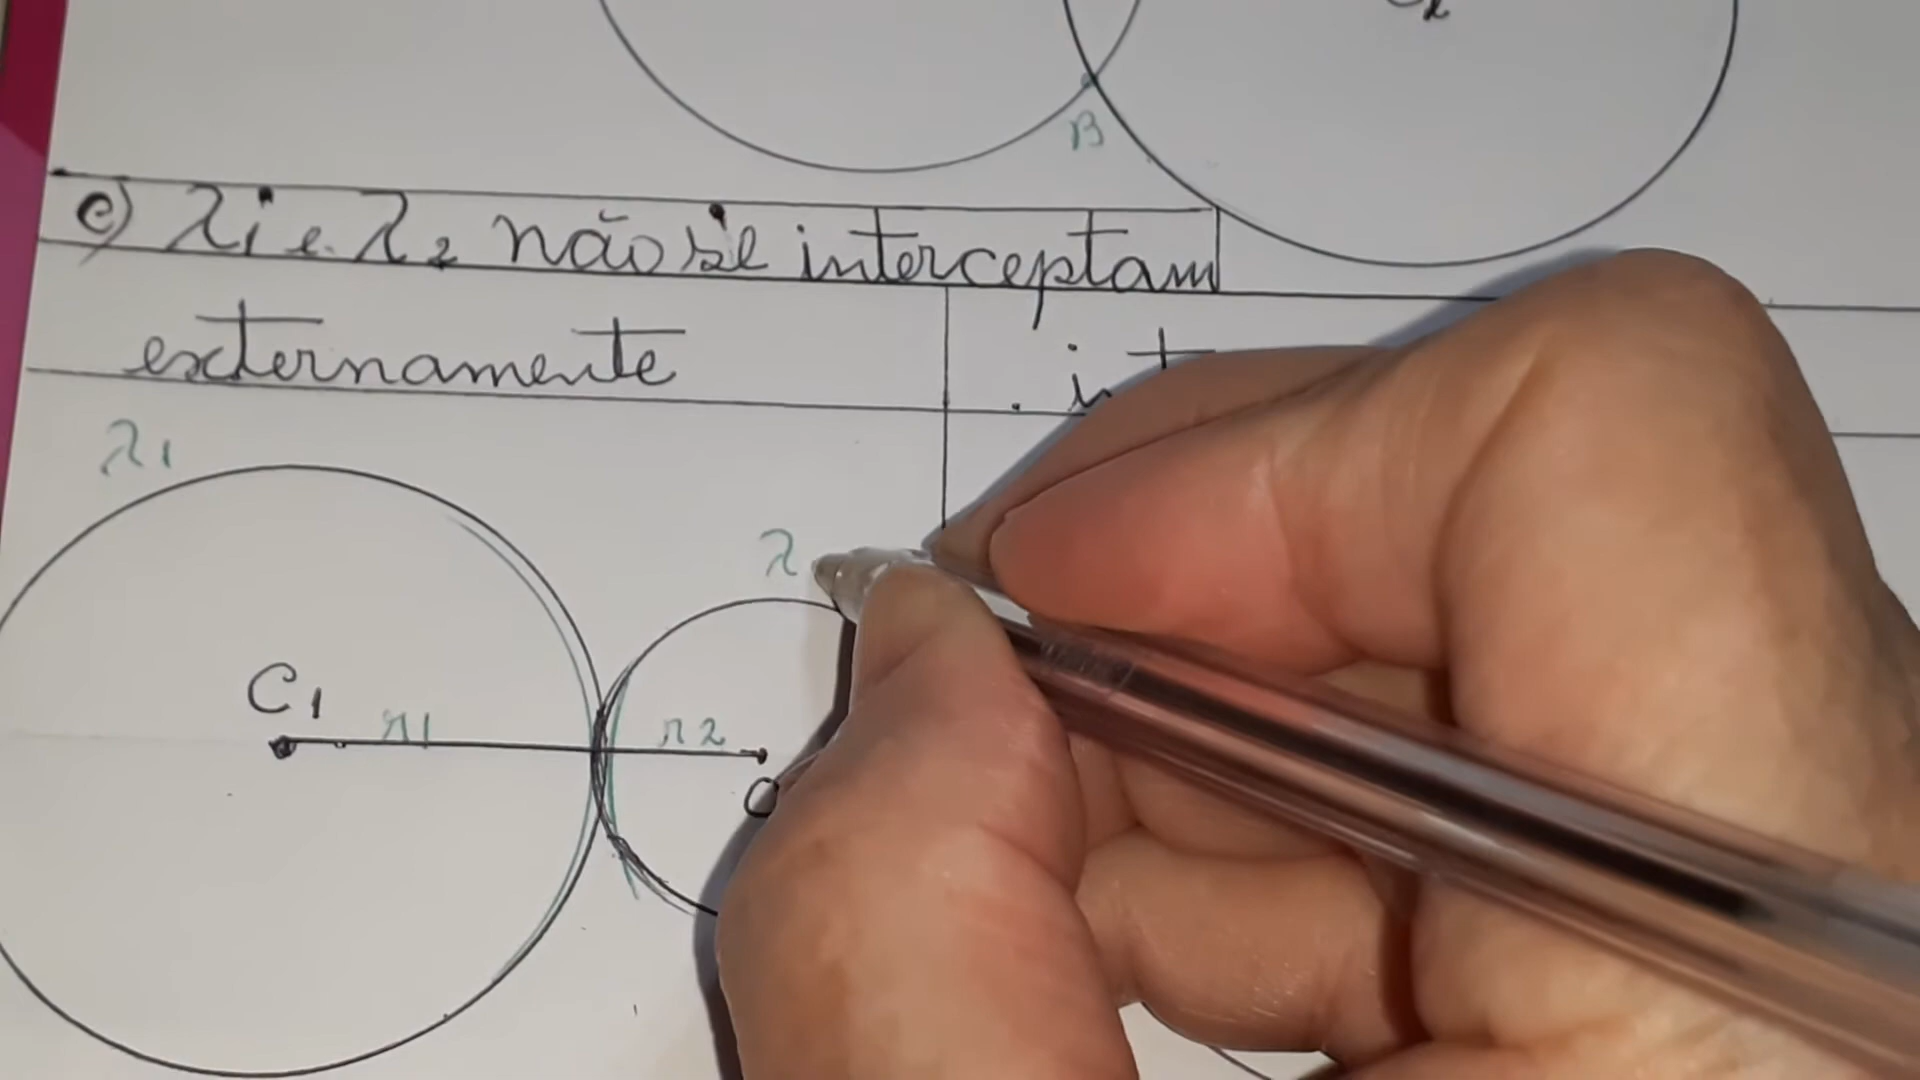 B
c) λ1 e λ2 não se interceptam
externamente
λ1
λ
C1
r1
r2